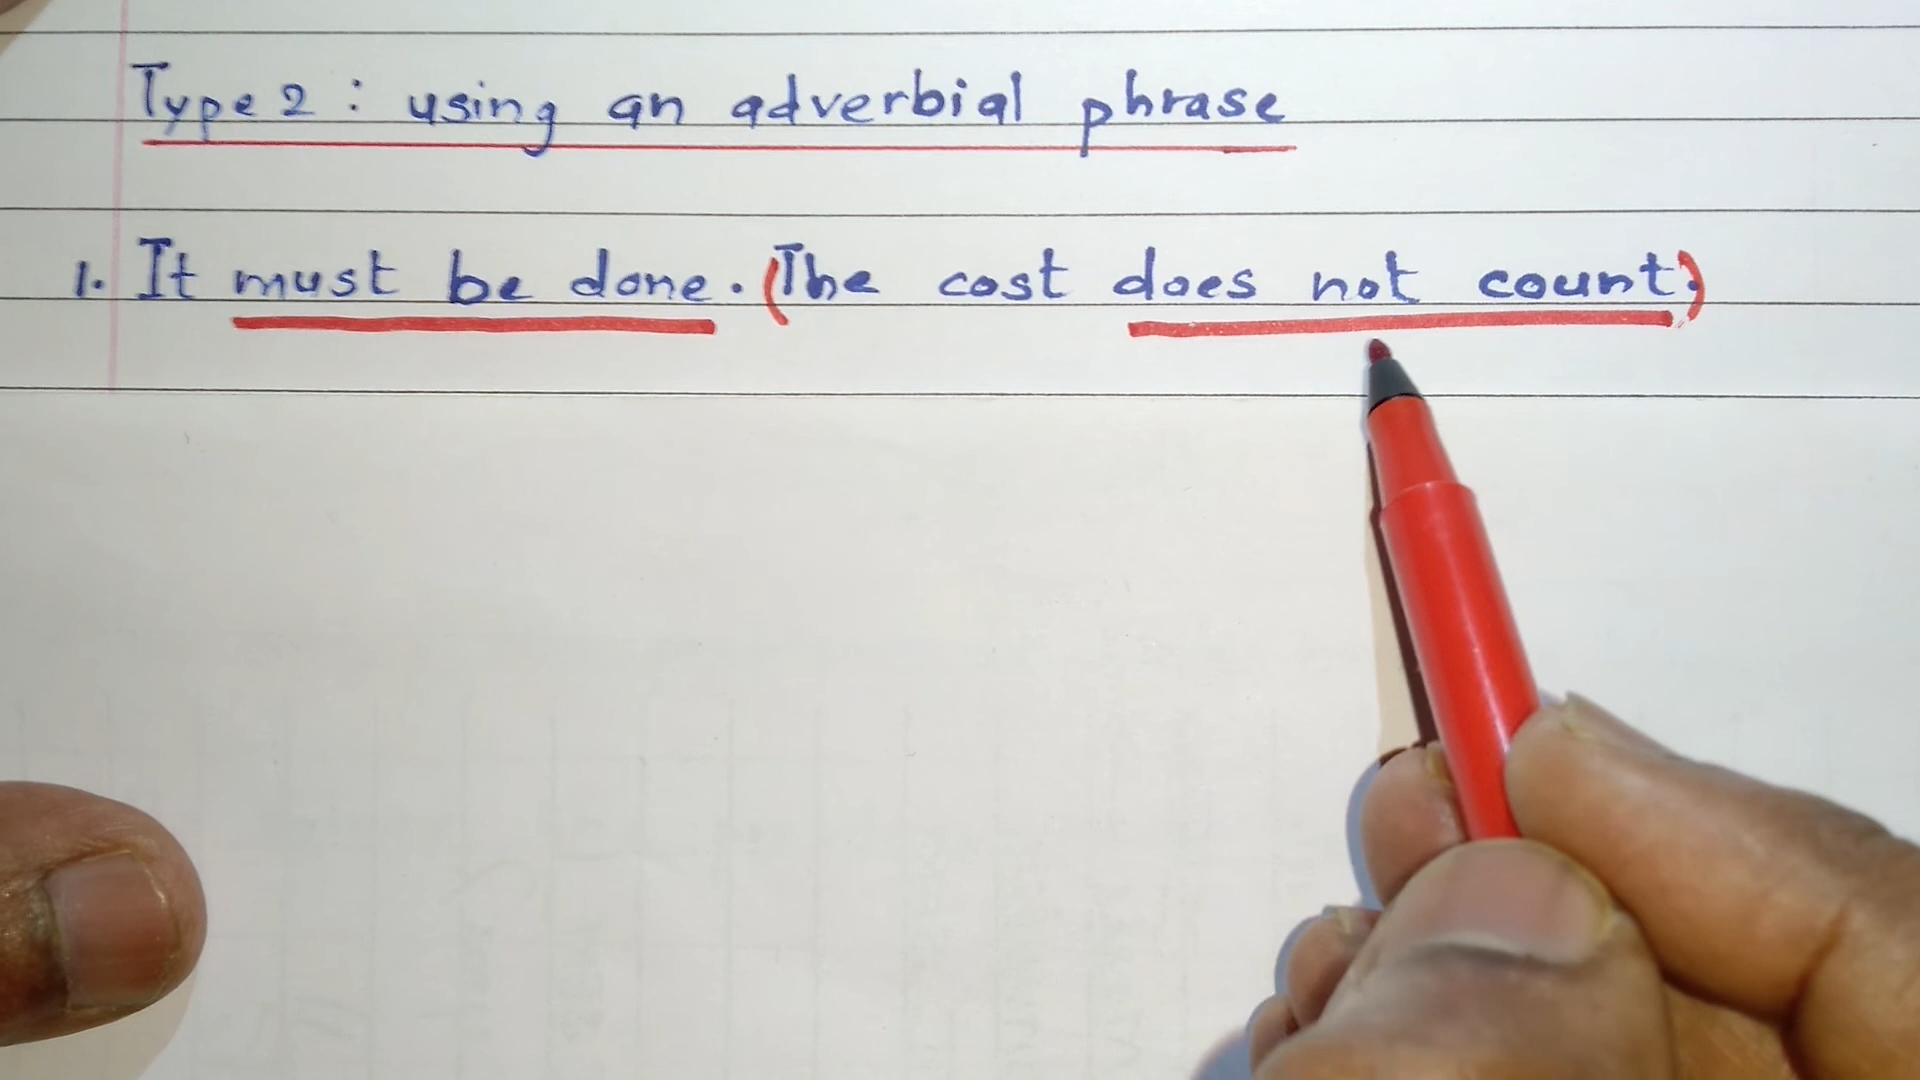 Type 2 : using an adverbial phrase
1. It must be done. (The cost does not count.)